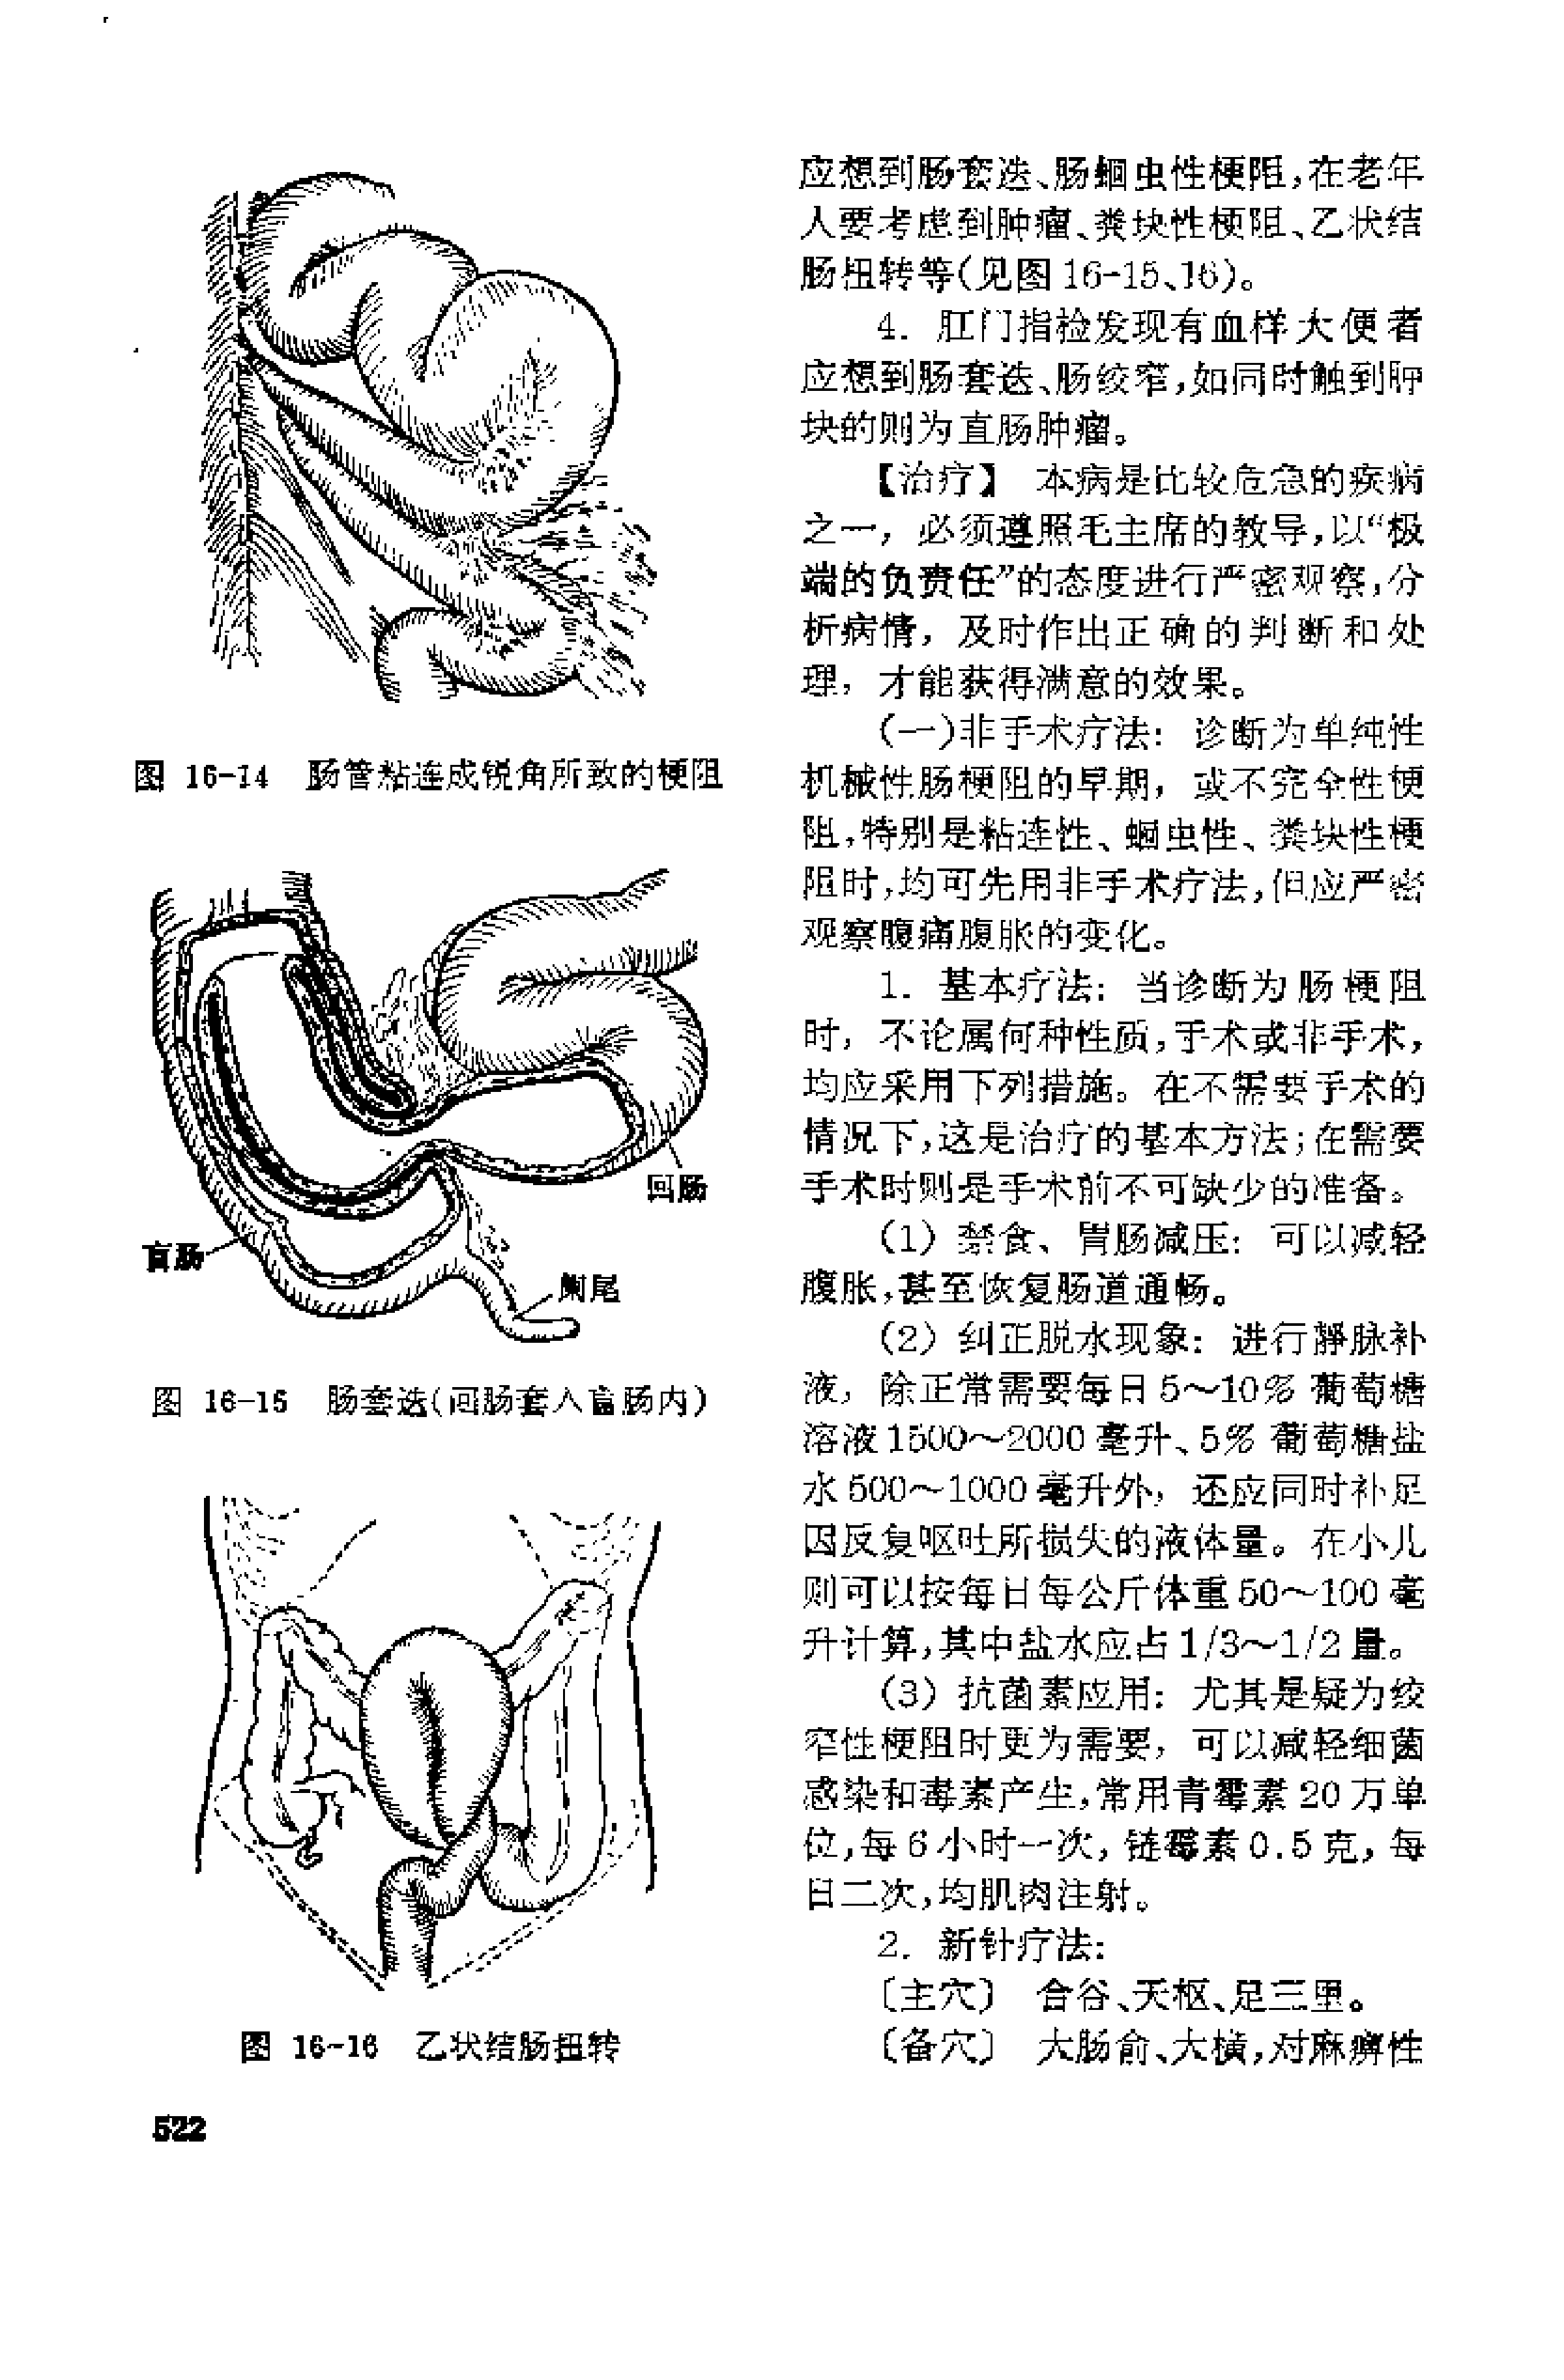 图 16-14 肠管粘连成锐角所致的梗阻
回肠
盲肠
阑尾
图 16-15 肠套迭(回肠套入盲肠内)
图 16-16 乙状结肠扭转
522
应想到肠套迭、肠蛔虫性梗阻,在老年
人要考虑到肿瘤、粪块性梗阻、乙状结
肠扭转等(见图 16-15、16)。
4. 肛门指检发现有血样大便者
应想到肠套迭、肠绞窄,如同时触到肿
块的则为直肠肿瘤。
【治疗】 本病是比较危急的疾病
之一，必须遵照毛主席的教导,以“极
端的负责任”的态度进行严密观察,分
析病情，及时作出正确的判断和处
理，才能获得满意的效果。
(一)非手术疗法： 诊断为单纯性
机械性肠梗阻的早期，或不完全性梗
阻,特别是粘连性、蛔虫性、粪块性梗
阻时,均可先用非手术疗法,但应严密
观察腹痛腹胀的变化。
1. 基本疗法： 当诊断为肠梗阻
时，不论属何种性质,手术或非手术，
均应采用下列措施。在不需要手术的
情况下,这是治疗的基本方法;在需要
手术时则是手术前不可缺少的准备。
(1) 禁食、胃肠减压： 可以减轻
腹胀,甚至恢复肠道通畅。
(2) 纠正脱水现象： 进行静脉补
液，除正常需要每日 5～10% 葡萄糖
溶液 1500～2000 毫升、5% 葡萄糖盐
水 500～1000 毫升外，还应同时补足
因反复呕吐所损失的液体量。在小儿
则可以按每日每公斤体重 50～100 毫
升计算,其中盐水应占 1/3～1/2 量。
(3) 抗菌素应用： 尤其是疑为绞
窄性梗阻时更为需要，可以减轻细菌
感染和毒素产生,常用青霉素 20 万单
位,每 6 小时一次，链霉素 0.5 克，每
日二次,均肌肉注射。
2. 新针疗法：
〔主穴〕 合谷、天枢、足三里。
〔备穴〕 大肠俞、大横,对麻痹性